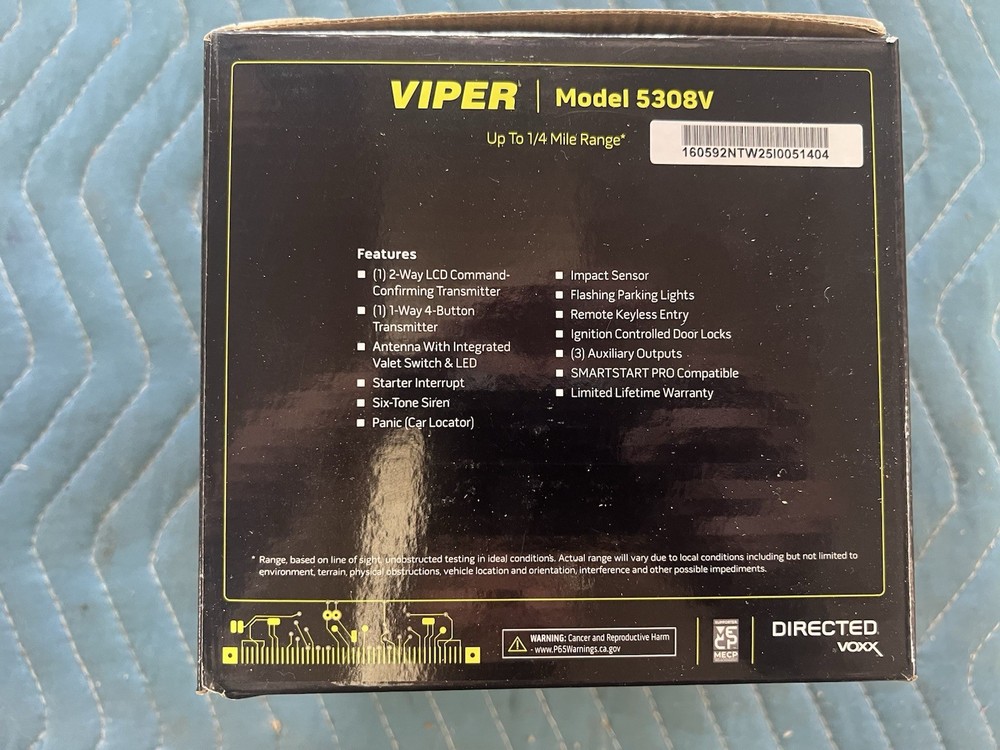 VIPER | Model 5308V
Up To 1/4 Mile Range*
160592NTW25I0051404
Features
(1) 2-Way LCD Command-
Confirming Transmitter
(1) 1-Way 4-Button
Transmitter
Antenna With Integrated
Valet Switch & LED
Starter Interrupt
Six-Tone Siren
Panic (Car Locator)
Impact Sensor
Flashing Parking Lights
Remote Keyless Entry
Ignition Controlled Door Locks
(3) Auxiliary Outputs
SMARTSTART PRO Compatible
Limited Lifetime Warranty
* Range, based on line of sight, unobstructed testing in ideal condition's. Actual range will vary due to local conditions including but not limited to
environment, terrain, physical obstructions, vehicle location and orientation, interference and other possible impediments.
WARNING: Cancer and Reproductive Harm
- www.P65Warnings.ca.gov
SUPPORTER
MECP
MECP
DIRECTED
VOXX